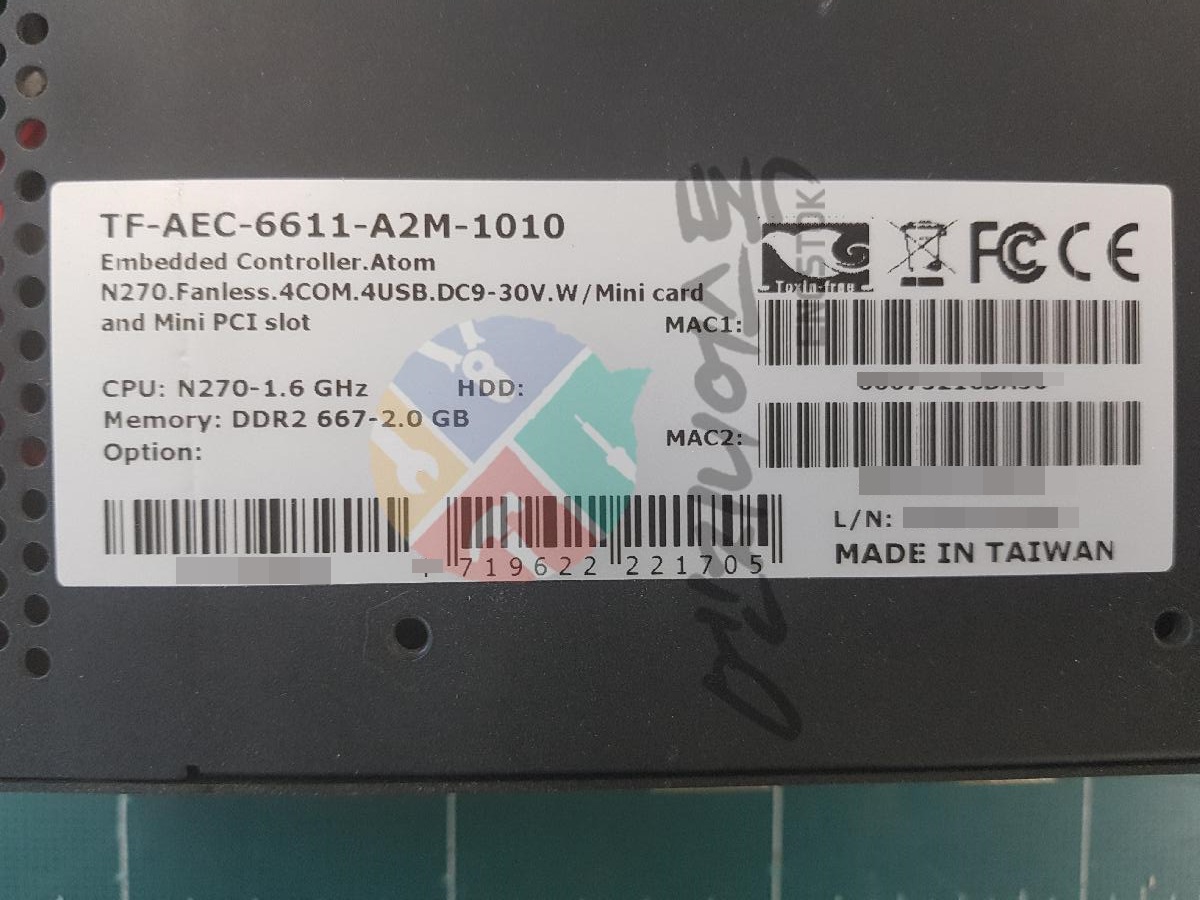 TF-AEC-6611-A2M-1010
Embedded Controller.Atom
N270.Fanless.4COM.4USB.DC9-30V.W/Mini card
and Mini PCI slot
CPU: N270-1.6 GHz HDD:
Memory: DDR2 667-2.0 GB
Option:
719622 221705
Toxin-free
FC CE
MAC1:
MAC2:
L/N:
MADE IN TAIWAN